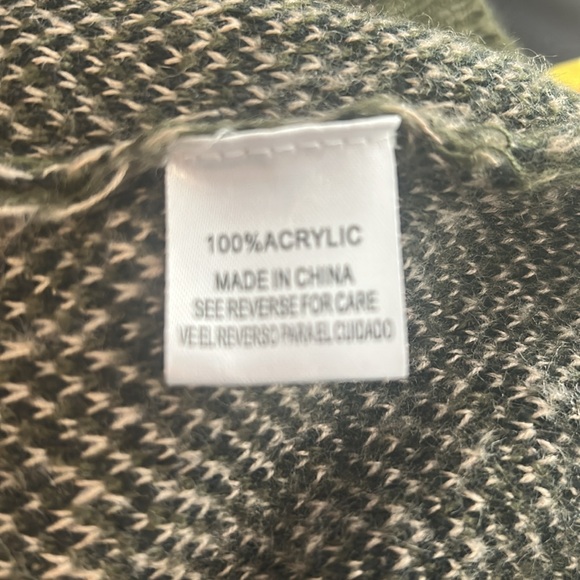 100%ACRYLIC
MADE IN CHINA
SEE REVERSE FOR CARE
VE EL REVERSO PARA EL CUIDADO